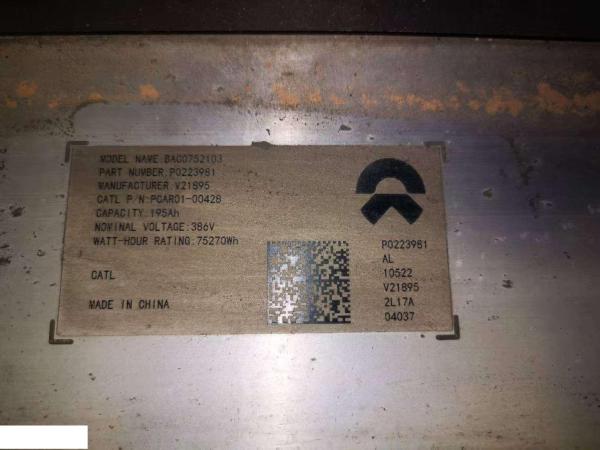 MODEL NAME:BAC0752103
PART NUMBER:P0223981
MANUFACTURER:V21895
CATL P/N:PCAR01-00428
CAPACITY:195Ah
NOMINAL VOLTAGE:386V
WATT-HOUR RATING:75270Wh
CATL
MADE IN CHINA
P0223981
AL
10522
V21895
2L17A
04037